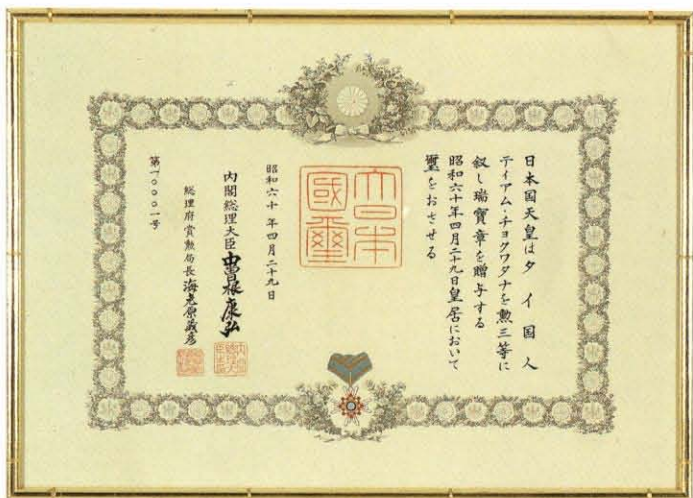 日本国天皇はタイ国人
ティアム・チョクワタナを勲三等に
叙し瑞寶章を贈与する
昭和六十年四月二十九日皇居において
璽をおさせる
大日本
國璽
昭和六十年四月二十九日
内閣総理大臣中曽根康弘
総理府賞勲局長海老原義彦
第一〇〇〇一号